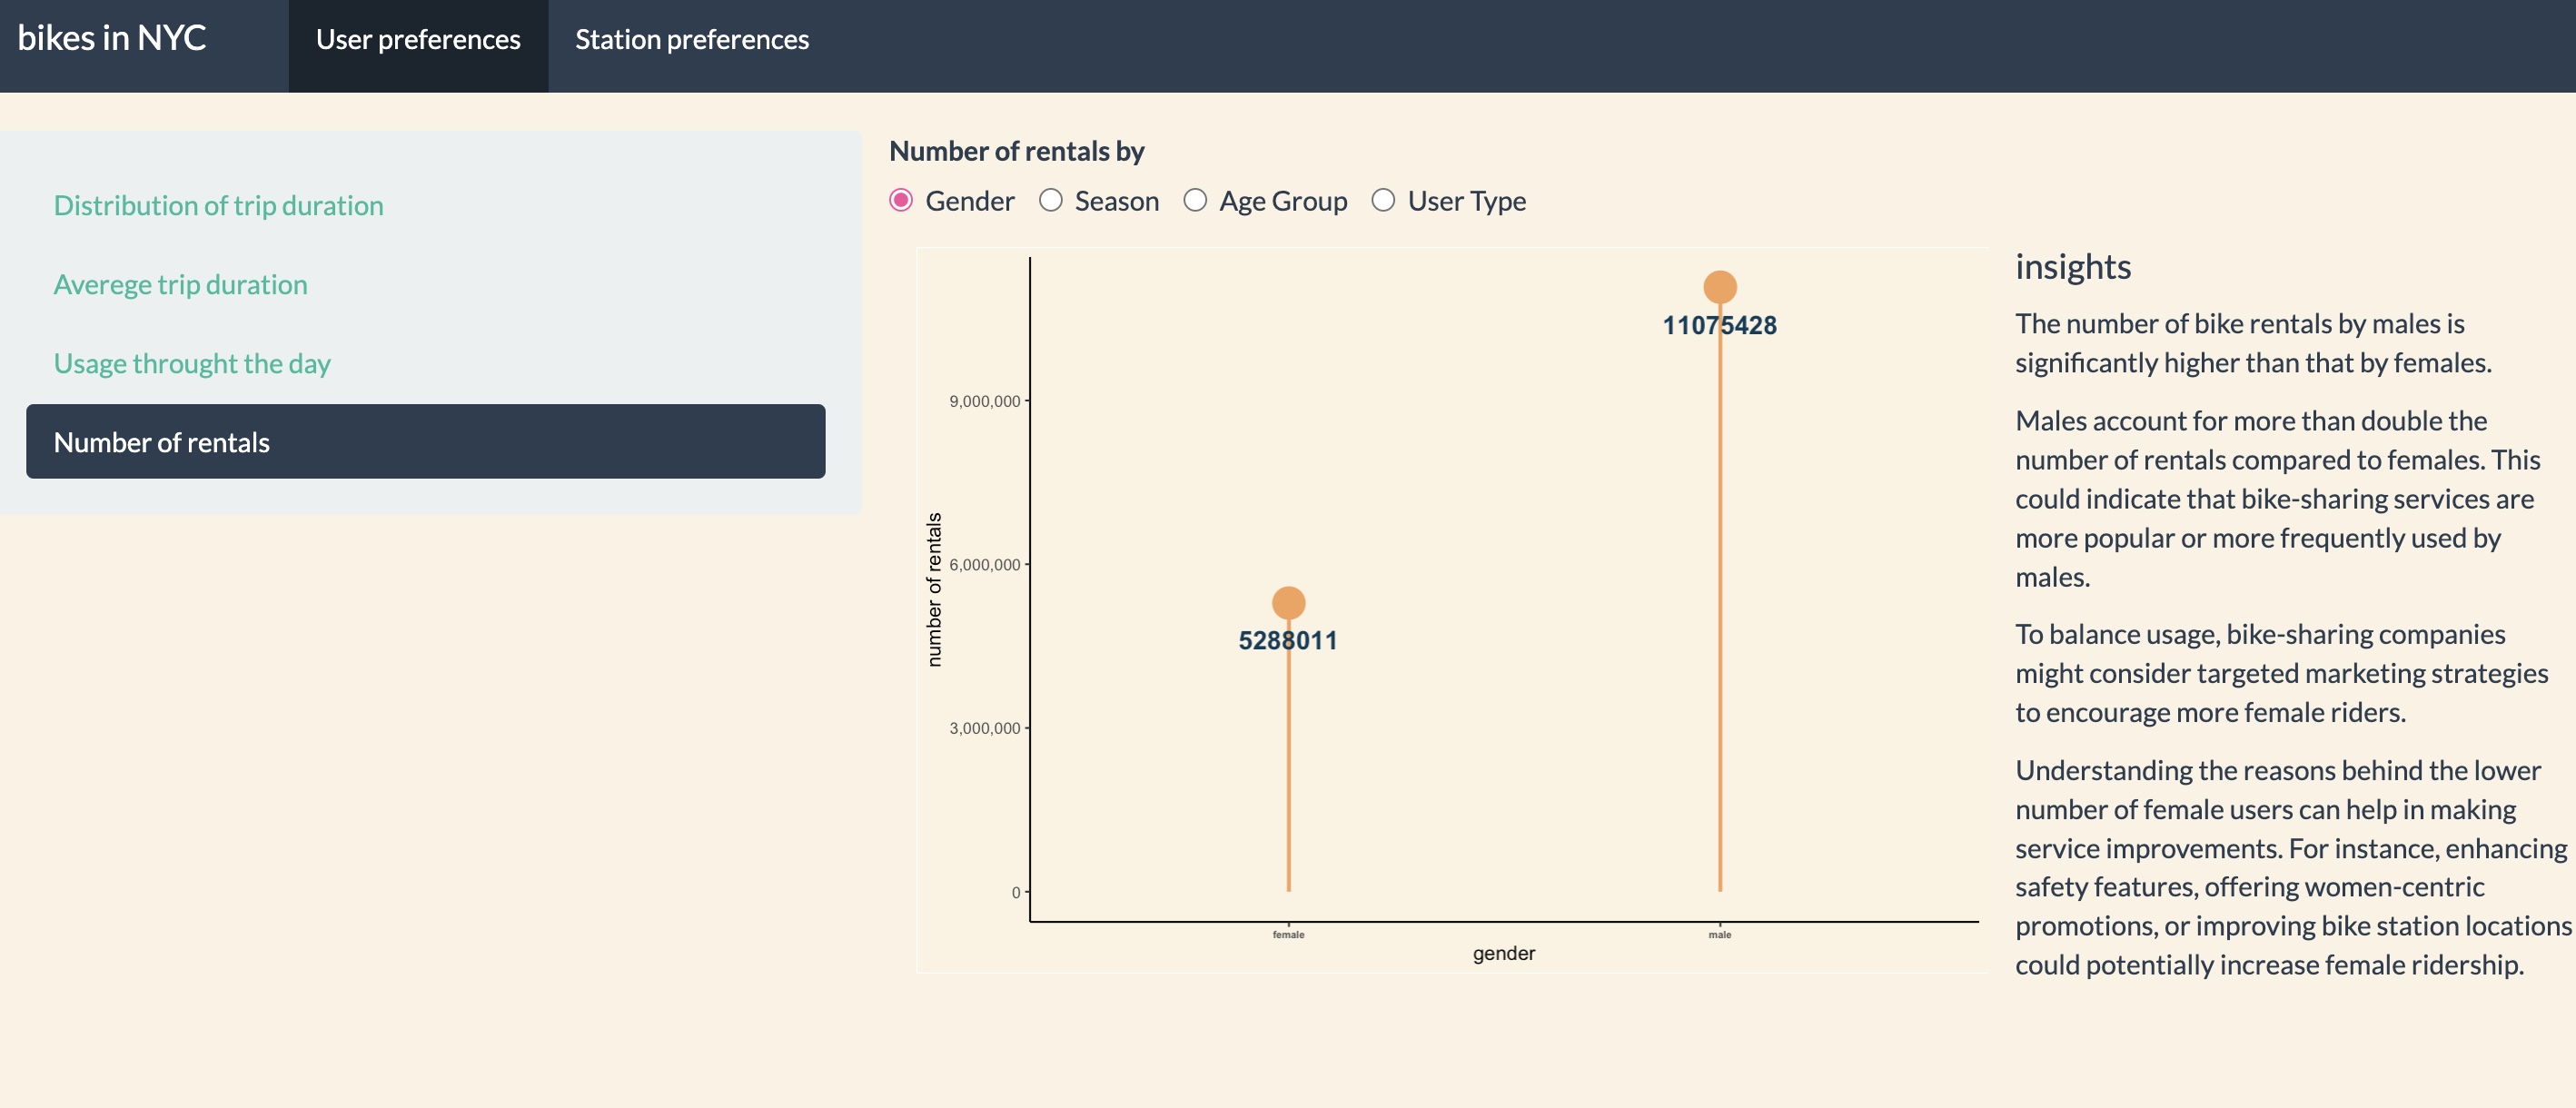 bikes in NYC
User preferences
Station preferences
Distribution of trip duration
Averege trip duration
Usage throught the day
Number of rentals
Number of rentals by
Gender
Season
Age Group
User Type
number of rentals
11075428
9,000,000
6,000,000
5288011
3,000,000
0
female
male
gender
insights
The number of bike rentals by males is
significantly higher than that by females.
Males account for more than double the
number of rentals compared to females. This
could indicate that bike-sharing services are
more popular or more frequently used by
males.
To balance usage, bike-sharing companies
might consider targeted marketing strategies
to encourage more female riders.
Understanding the reasons behind the lower
number of female users can help in making
service improvements. For instance, enhancing
safety features, offering women-centric
promotions, or improving bike station locations
could potentially increase female ridership.